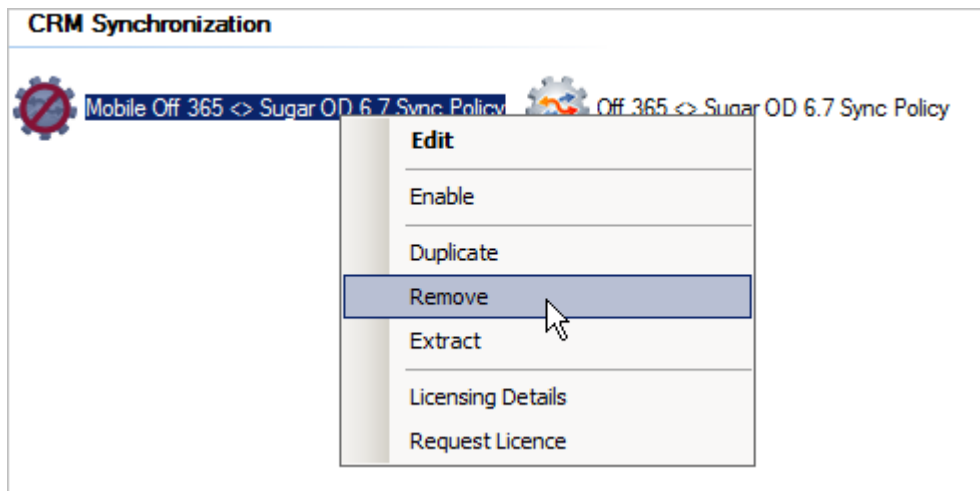 CRM Synchronization
Mobile Off 365 <> Sugar OD 6.7 Sync Policy
Off 365 <> Sugar OD 6.7 Sync Policy
Edit
Enable
Duplicate
Remove
Extract
Licensing Details
Request Licence